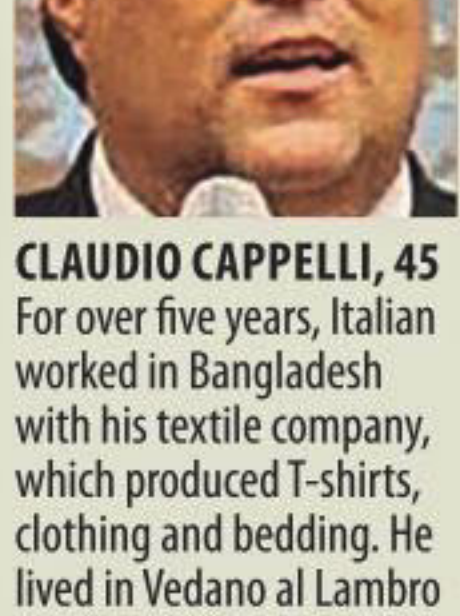 CLAUDIO CAPPELLI, 45
For over five years, Italian
worked in Bangladesh
with his textile company,
which produced T-shirts,
clothing and bedding. He
lived in Vedano al Lambro